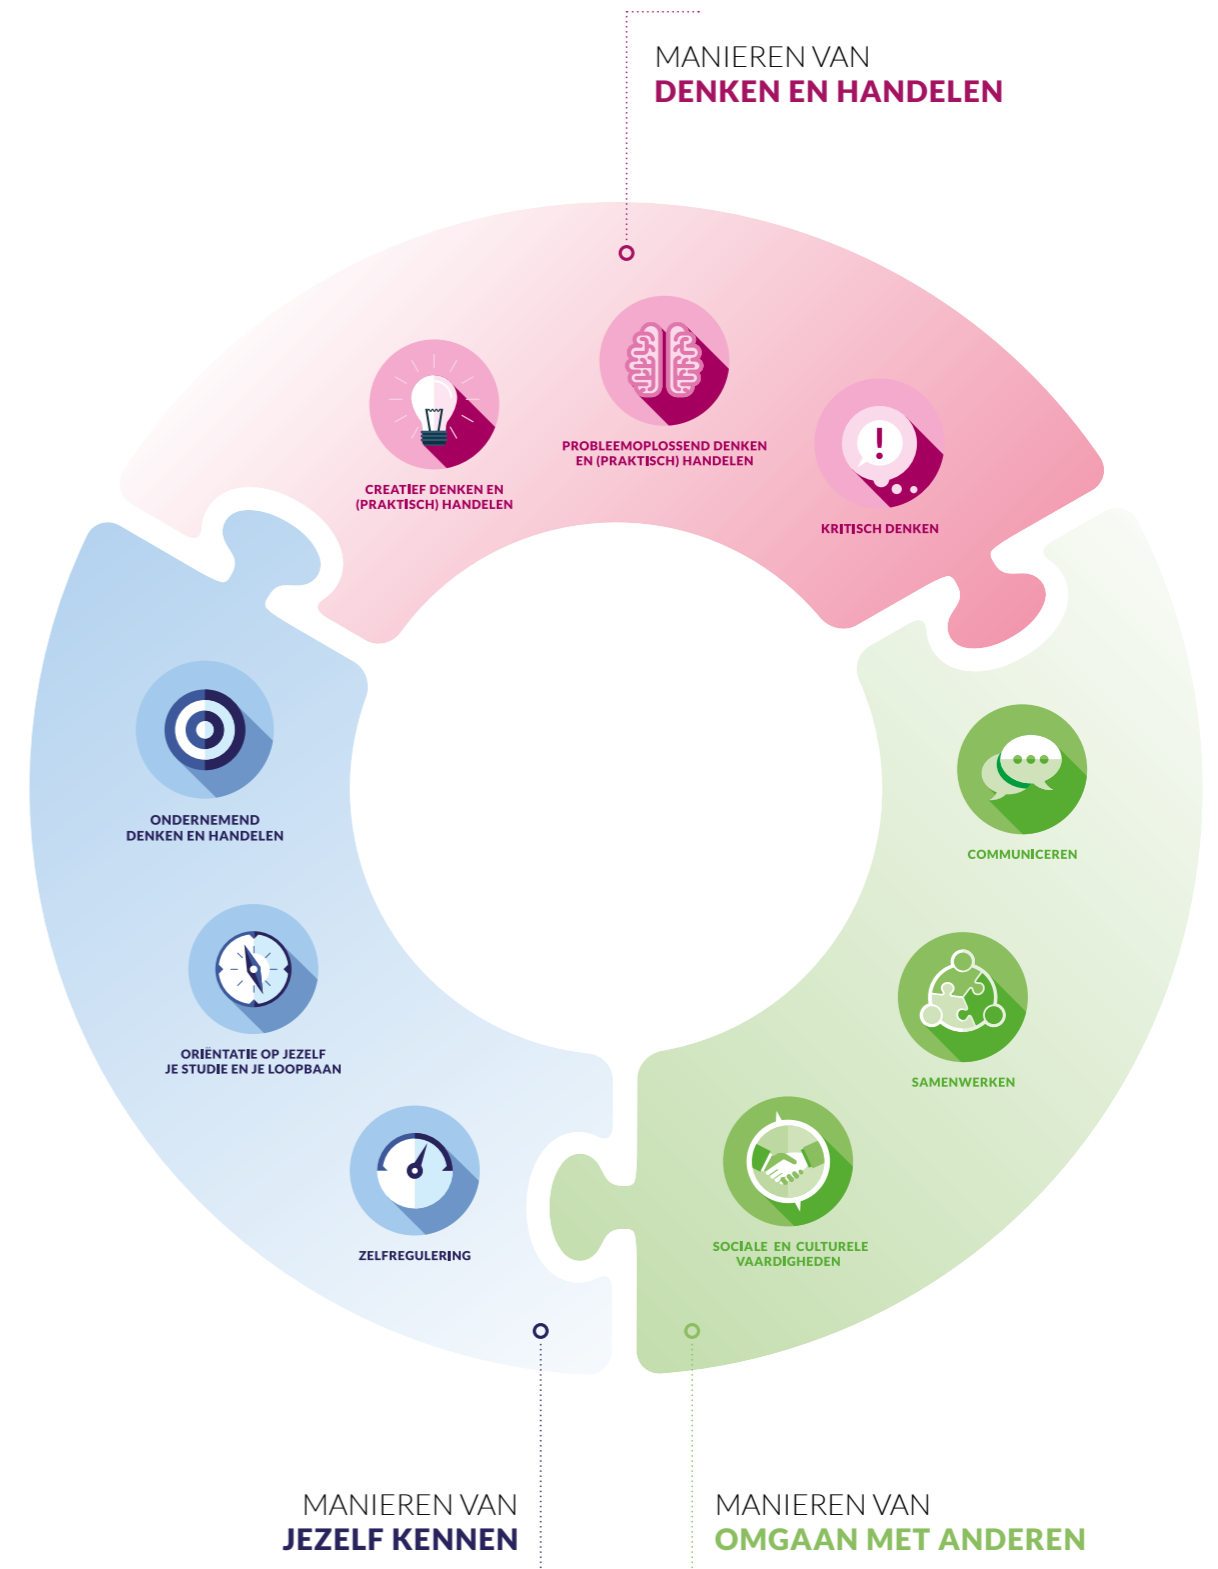 MANIEREN VAN
DENKEN EN HANDELEN
CREATIEF DENKEN EN
(PRAKTISCH) HANDELEN
PROBLEEMOPLOSSEND DENKEN
EN (PRAKTISCH) HANDELEN
KRITISCH DENKEN
ONDERNEMEND
DENKEN EN HANDELEN
ORIËNTATIE OP JEZELF
JE STUDIE EN JE LOOPBAAN
ZELFREGULERING
COMMUNICEREN
SAMENWERKEN
SOCIALE EN CULTURELE
VAARDIGHEDEN
MANIEREN VAN
JEZELF KENNEN
MANIEREN VAN
OMGAAN MET ANDEREN